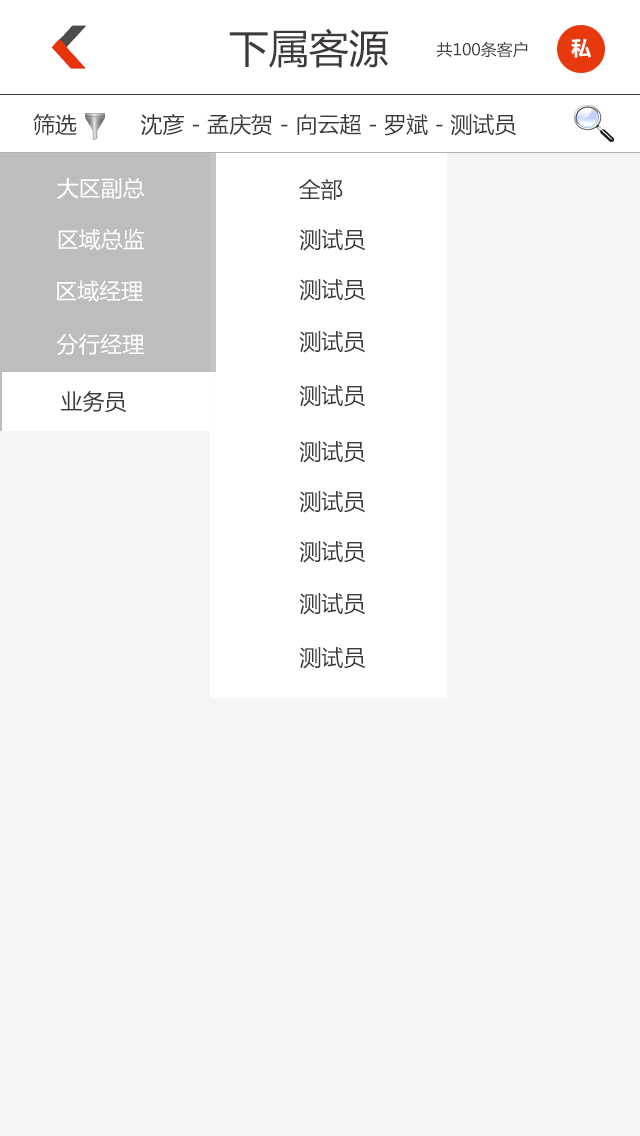 下属客源 共100条客户 私
筛选 沈彦 - 孟庆贺 - 向云超 - 罗斌 - 测试员
大区副总
区域总监
区域经理
分行经理
业务员
全部
测试员
测试员
测试员
测试员
测试员
测试员
测试员
测试员
测试员